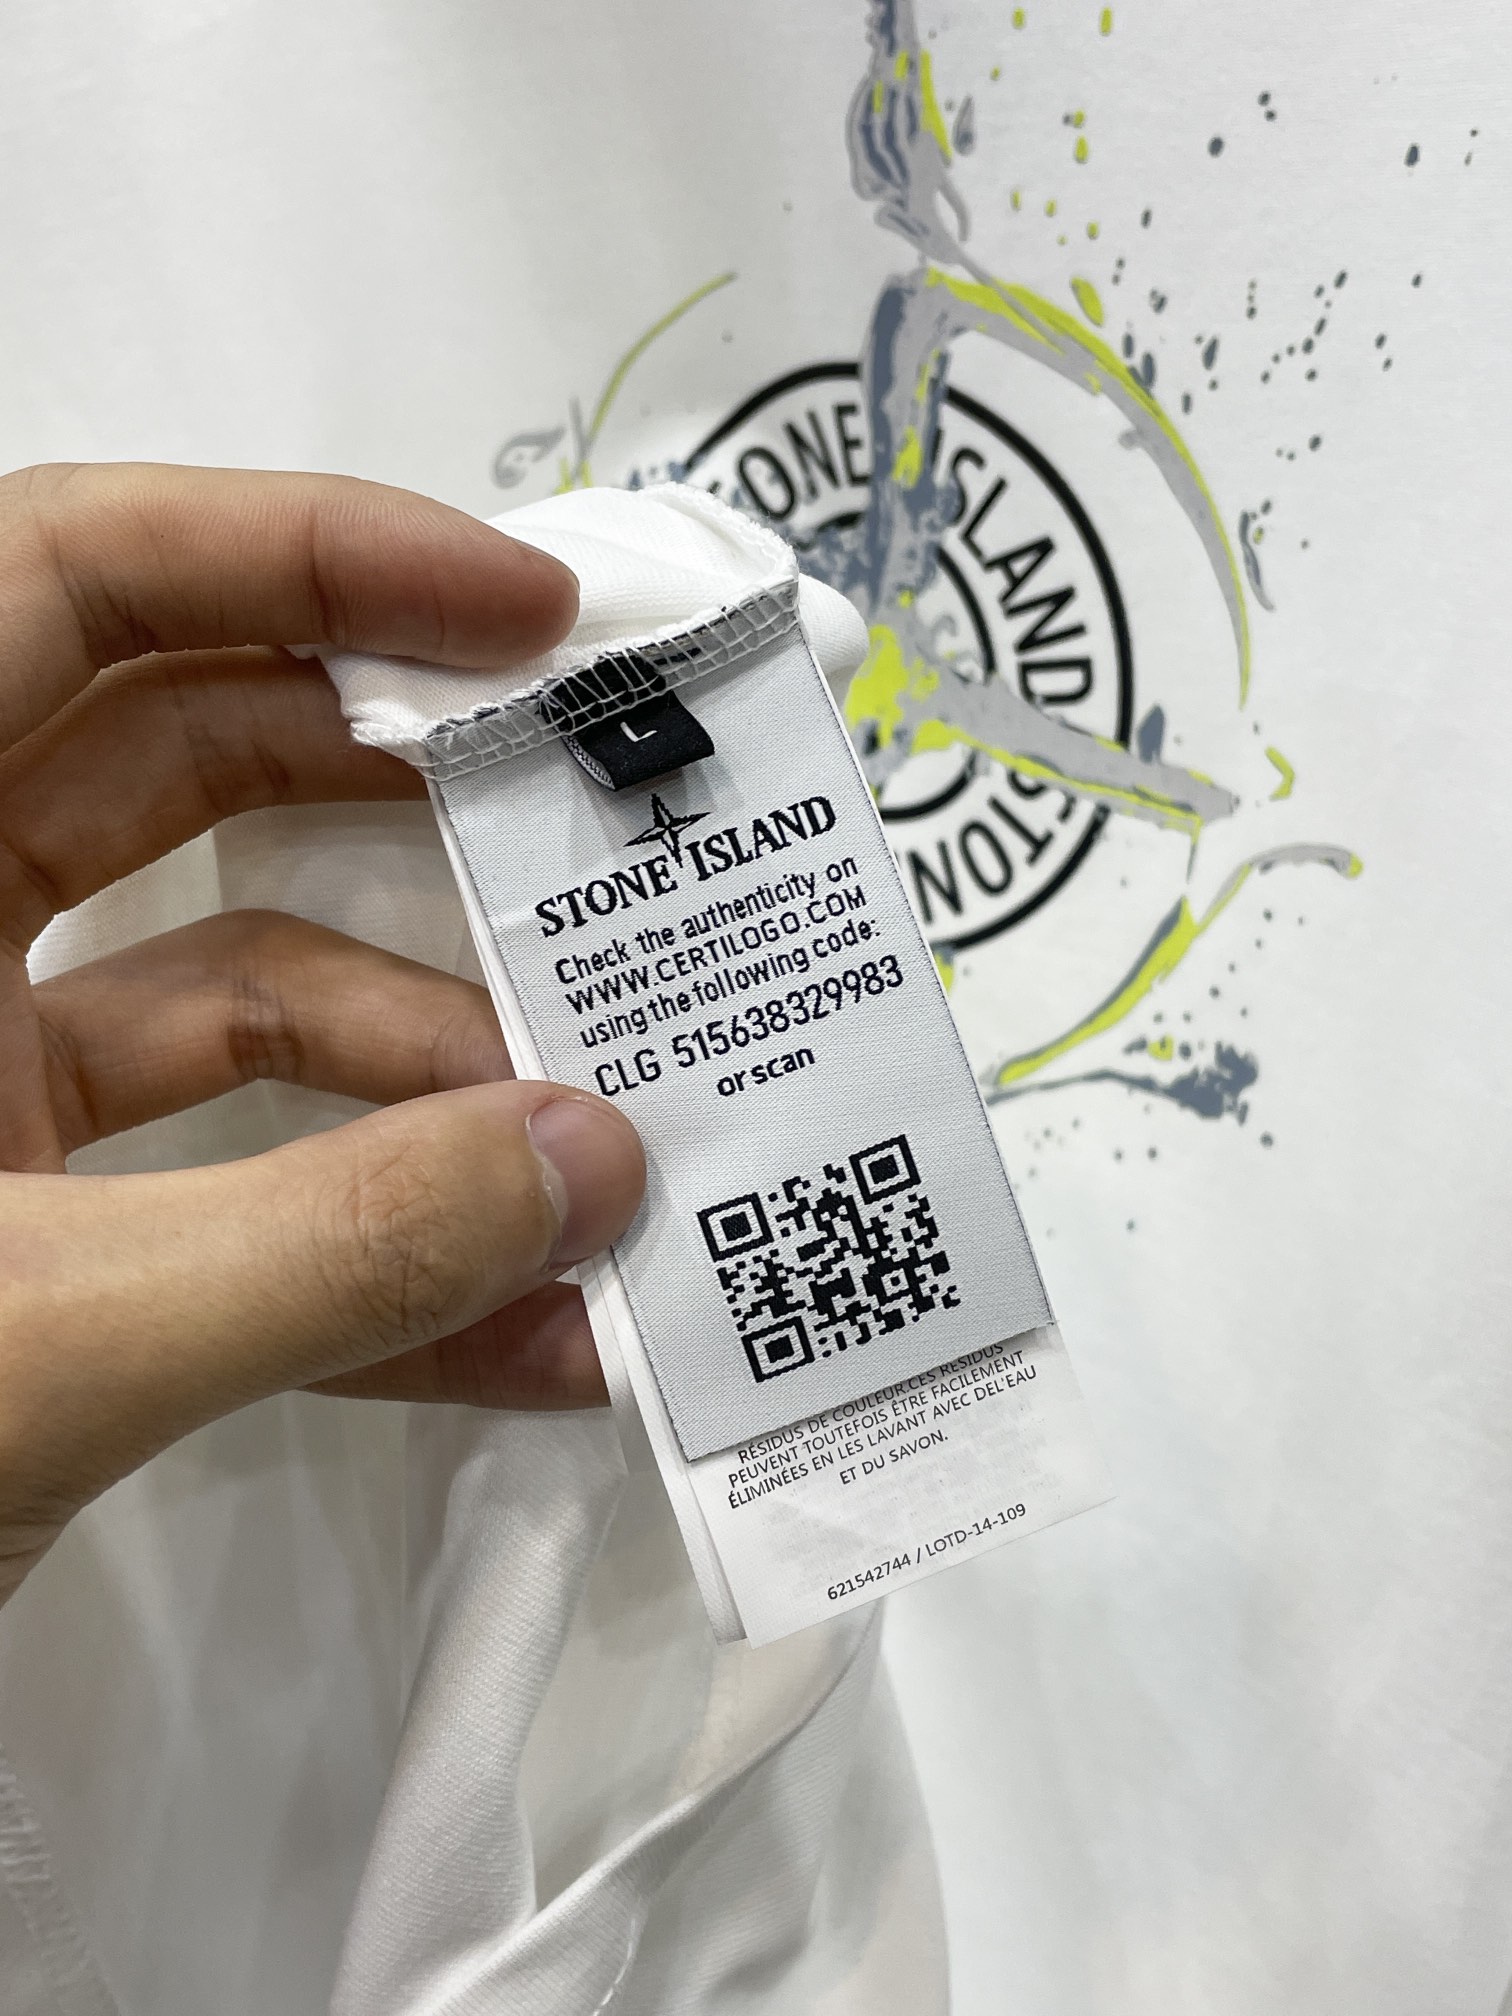 STONE ISLAND
STONE
L
STONE ISLAND
Check the authenticity on
WWW.CERTILOGO.COM
using the following code:
CLG 515638329983
or scan
RÉSIDUS DE COULEUR.CES RÉSIDUS
PEUVENT TOUTEFOIS ÊTRE FACILEMENT
ÉLIMINÉES EN LES LAVANT AVEC DEL'EAU
ET DU SAVON.
621542744 / LOTD-14-109